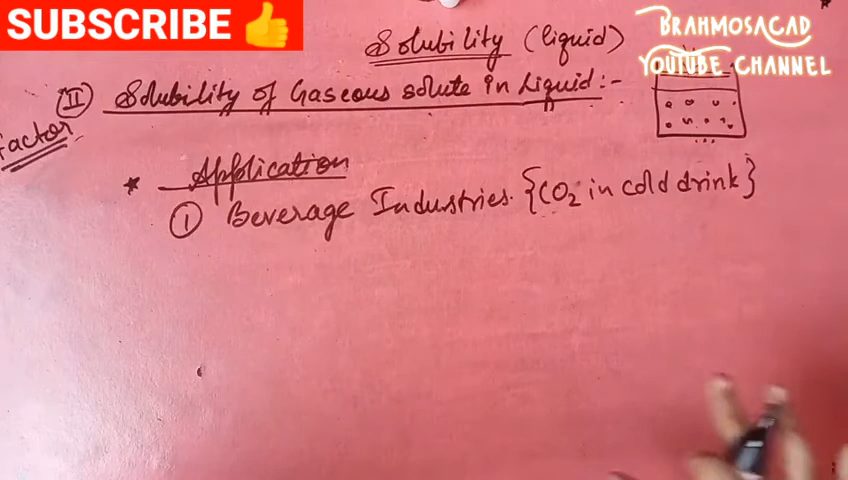 SUBSCRIBE
Solubility (liquid)
BRAHMOSACAD
YOUTUBE CHANNEL
II Solubility of Gaseous solute in Liquid:-
Factor
* Application
1 Beverage Industries. {CO₂ in cold drink}